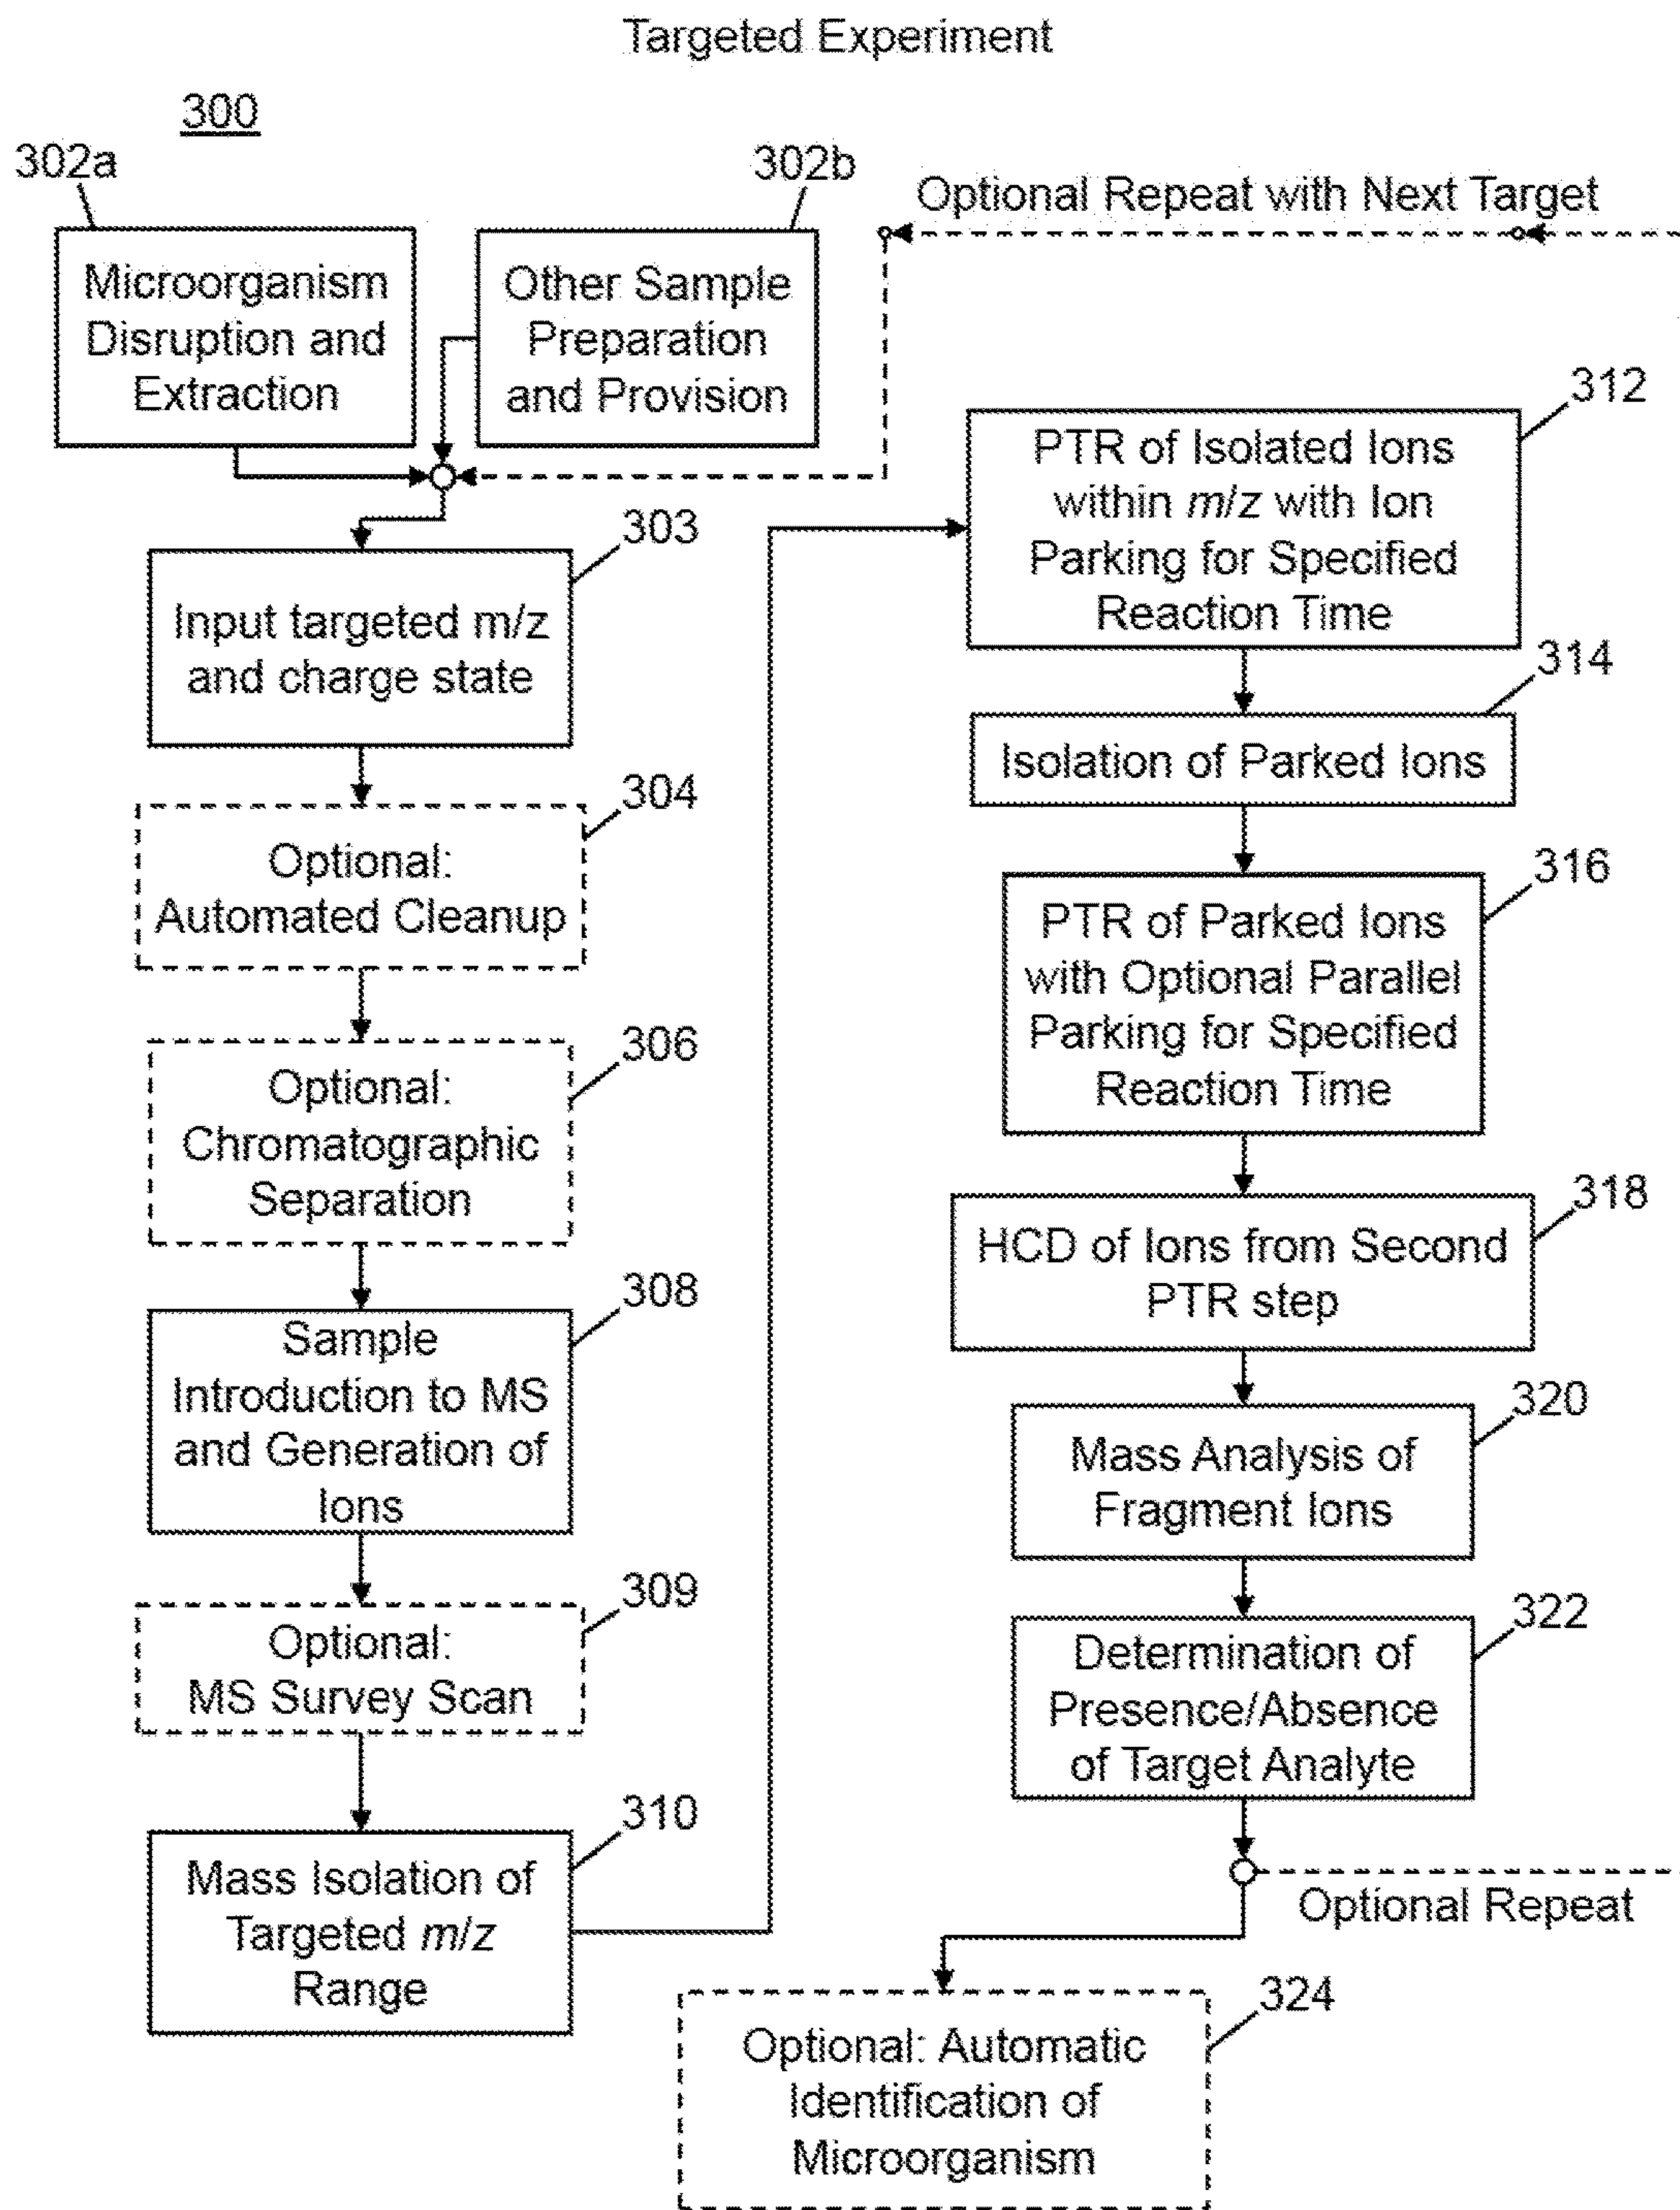 Targeted Experiment
300
302a
302b
Optional Repeat with Next Target
Microorganism
Disruption and
Extraction
Other Sample
Preparation
and Provision
303
Input targeted m/z
and charge state
304
Optional:
Automated Cleanup
306
Optional:
Chromatographic
Separation
308
Sample
Introduction to MS
and Generation of
Ions
309
Optional:
MS Survey Scan
310
Mass Isolation of
Targeted m/z
Range
312
PTR of Isolated Ions
within m/z with Ion
Parking for Specified
Reaction Time
314
Isolation of Parked Ions
316
PTR of Parked Ions
with Optional Parallel
Parking for Specified
Reaction Time
318
HCD of Ions from Second
PTR step
320
Mass Analysis of
Fragment Ions
322
Determination of
Presence/Absence
of Target Analyte
Optional Repeat
324
Optional: Automatic
Identification of
Microorganism